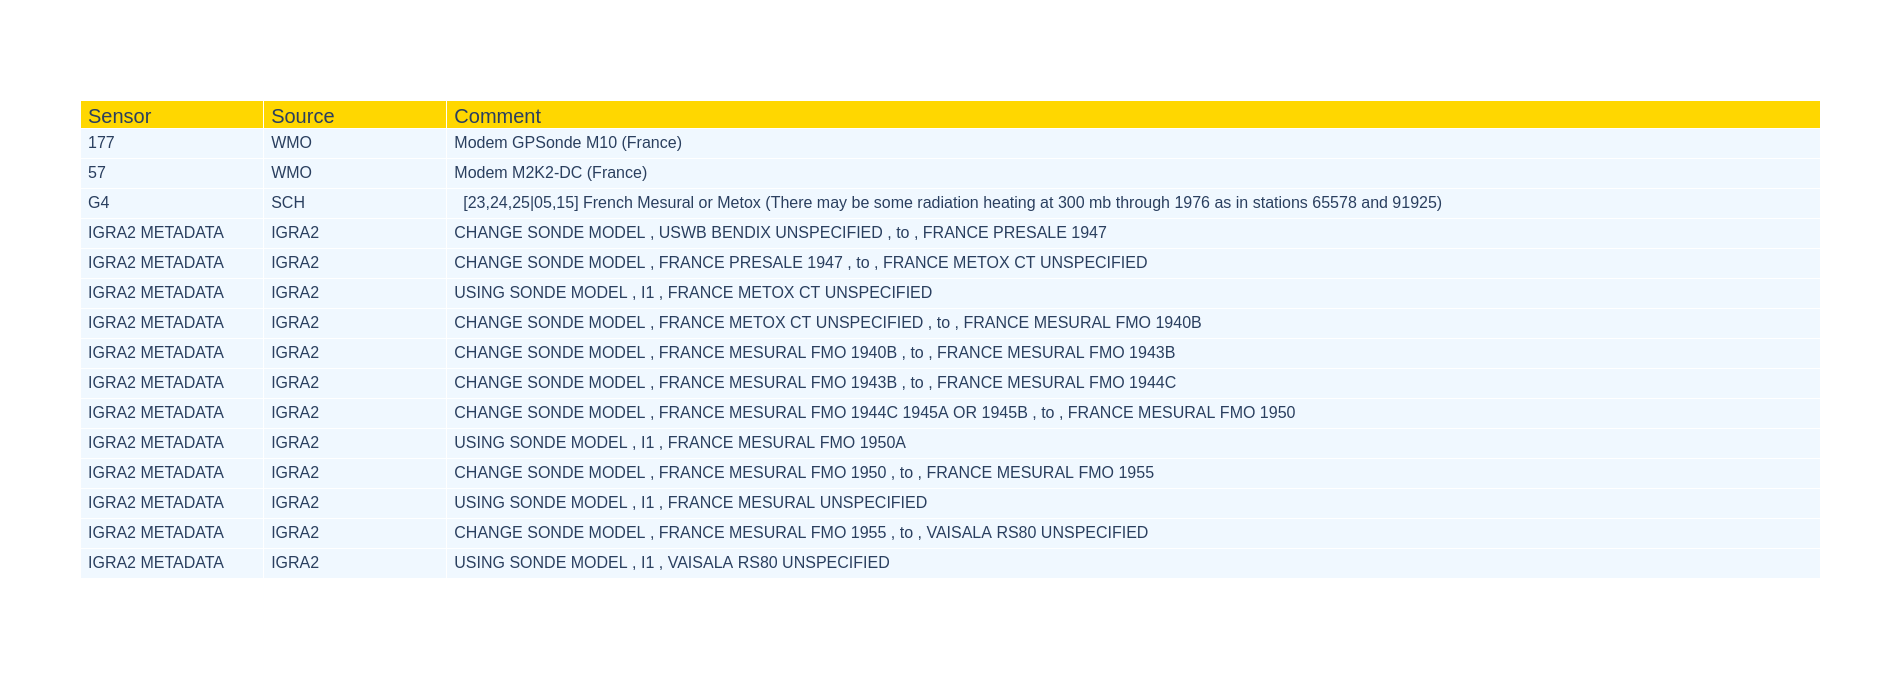 Sensor Source Comment
177 WMO Modem GPSonde M10 (France)
57 WMO Modem M2K2-DC (France)
G4 SCH [23,24,25|05,15] French Mesural or Metox (There may be some radiation heating at 300 mb through 1976 as in stations 65578 and 91925)
IGRA2 METADATA IGRA2 CHANGE SONDE MODEL , USWB BENDIX UNSPECIFIED , to , FRANCE PRESALE 1947
IGRA2 METADATA IGRA2 CHANGE SONDE MODEL , FRANCE PRESALE 1947 , to , FRANCE METOX CT UNSPECIFIED
IGRA2 METADATA IGRA2 USING SONDE MODEL , I1 , FRANCE METOX CT UNSPECIFIED
IGRA2 METADATA IGRA2 CHANGE SONDE MODEL , FRANCE METOX CT UNSPECIFIED , to , FRANCE MESURAL FMO 1940B
IGRA2 METADATA IGRA2 CHANGE SONDE MODEL , FRANCE MESURAL FMO 1940B , to , FRANCE MESURAL FMO 1943B
IGRA2 METADATA IGRA2 CHANGE SONDE MODEL , FRANCE MESURAL FMO 1943B , to , FRANCE MESURAL FMO 1944C
IGRA2 METADATA IGRA2 CHANGE SONDE MODEL , FRANCE MESURAL FMO 1944C 1945A OR 1945B , to , FRANCE MESURAL FMO 1950
IGRA2 METADATA IGRA2 USING SONDE MODEL , I1 , FRANCE MESURAL FMO 1950A
IGRA2 METADATA IGRA2 CHANGE SONDE MODEL , FRANCE MESURAL FMO 1950 , to , FRANCE MESURAL FMO 1955
IGRA2 METADATA IGRA2 USING SONDE MODEL , I1 , FRANCE MESURAL UNSPECIFIED
IGRA2 METADATA IGRA2 CHANGE SONDE MODEL , FRANCE MESURAL FMO 1955 , to , VAISALA RS80 UNSPECIFIED
IGRA2 METADATA IGRA2 USING SONDE MODEL , I1 , VAISALA RS80 UNSPECIFIED